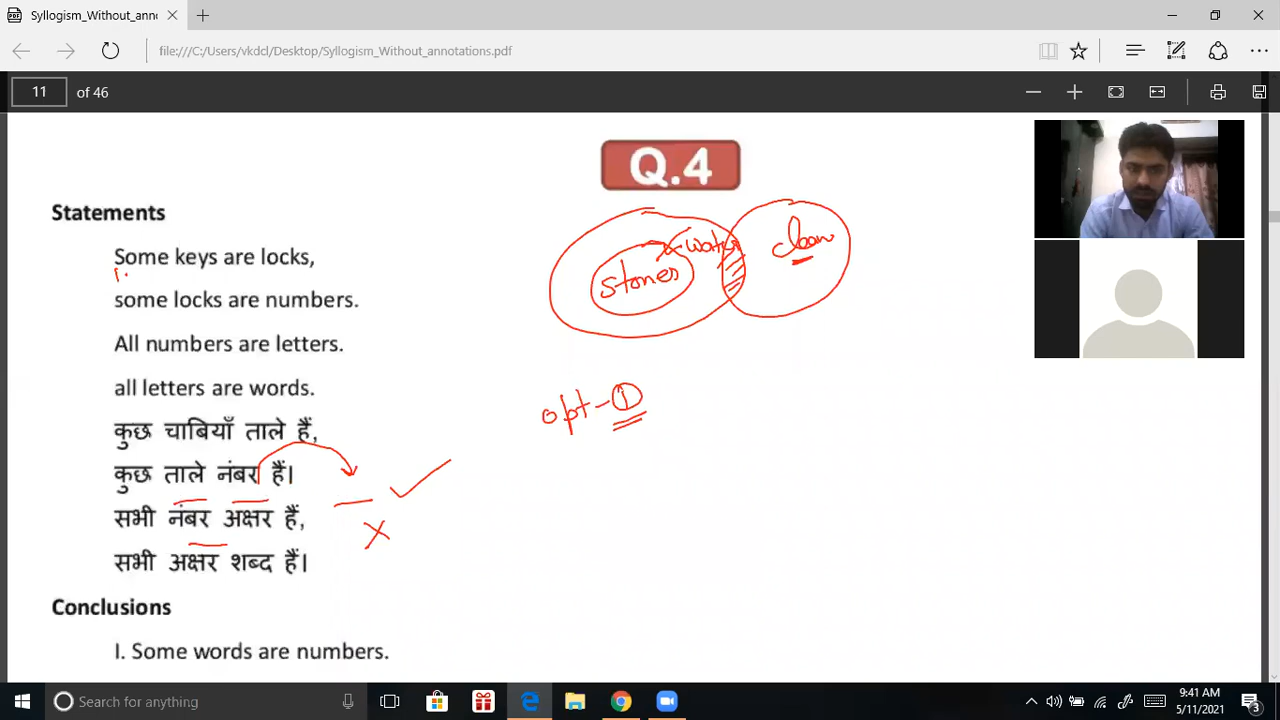 Syllogism_Without_anno
file:///C:/Users/vkdcl/Desktop/Syllogism_Without_annotations.pdf
11 of 46
Q.4
Statements
Some keys are locks,
some locks are numbers.
All numbers are letters.
all letters are words.
कुछ चाबियाँ ताले हैं,
कुछ ताले नंबर हैं।
सभी नंबर अक्षर हैं,
सभी अक्षर शब्द हैं।
Conclusions
I. Some words are numbers.
stones
water
clean
opt - 1
Search for anything
9:41 AM
5/11/2021
3